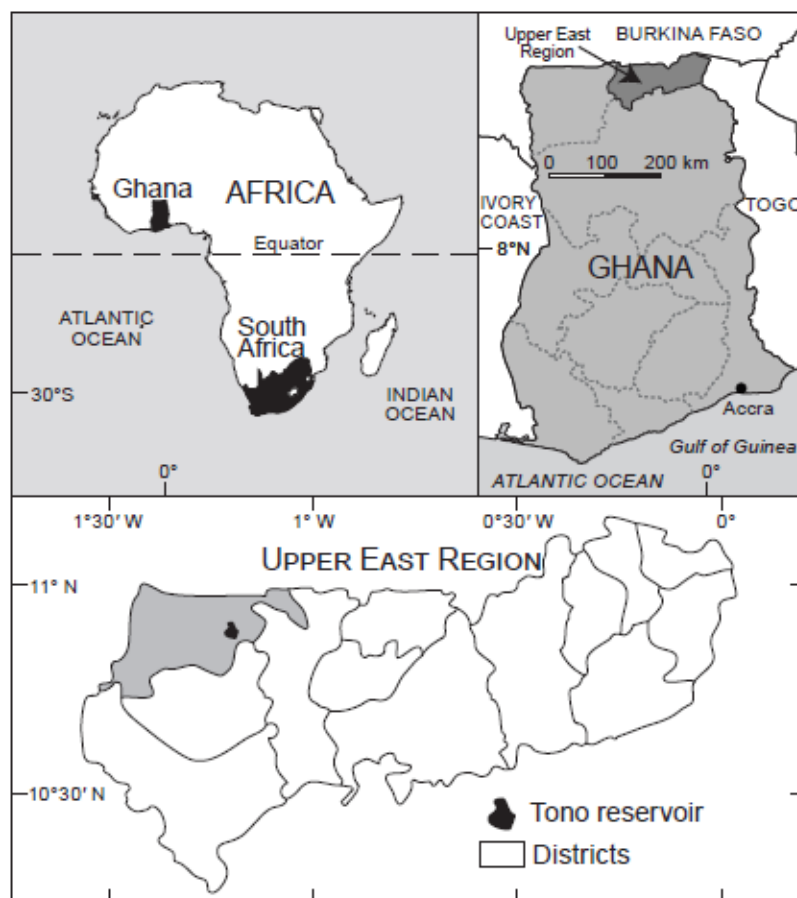 Ghana
AFRICA
Equator
ATLANTIC
OCEAN
South
Africa
30°S
INDIAN
OCEAN
0°
Upper East
Region
BURKINA FASO
0 100 200 km
IVORY
COAST
TOGO
8°N
GHANA
Accra
Gulf of Guinea
ATLANTIC OCEAN
0°
1°30′ W
1° W
0°30′ W
0°
UPPER EAST REGION
11° N
10°30′ N
Tono reservoir
Districts